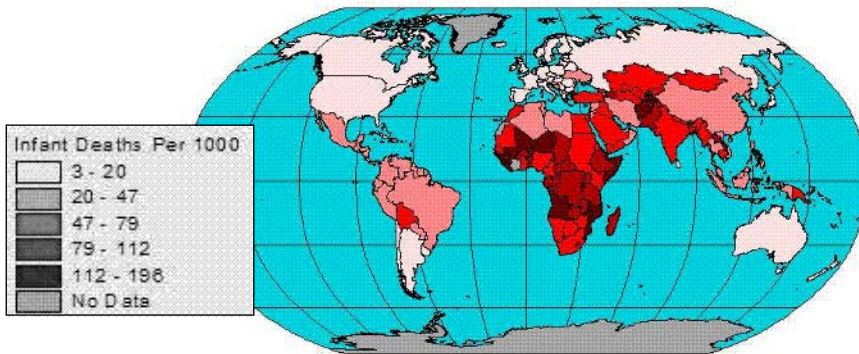 Infant Deaths Per 1000
3 - 20
20 - 47
47 - 79
79 - 112
112 - 196
No Data